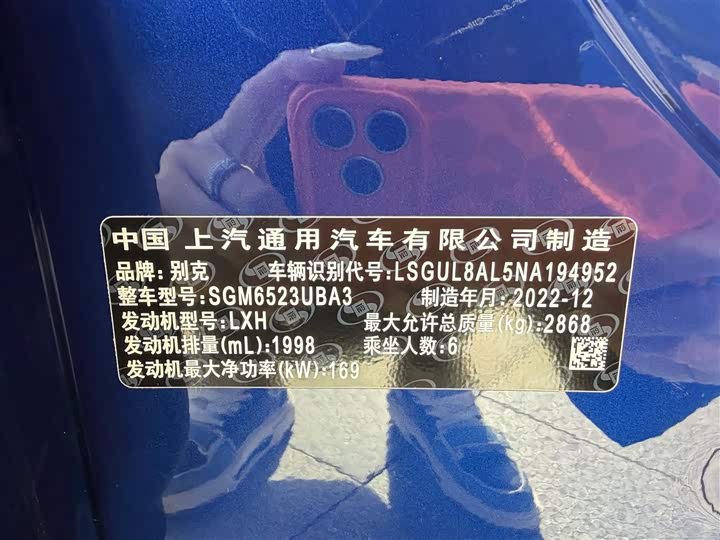 中国 上汽通用汽车有限公司制造
品牌:别克 车辆识别代号:LSGUL8AL5NA194952
整车型号:SGM6523UBA3 制造年月:2022-12
发动机型号:LXH 最大允许总质量(kg):2868
发动机排量(mL):1998 乘坐人数:6
发动机最大净功率(kW):169